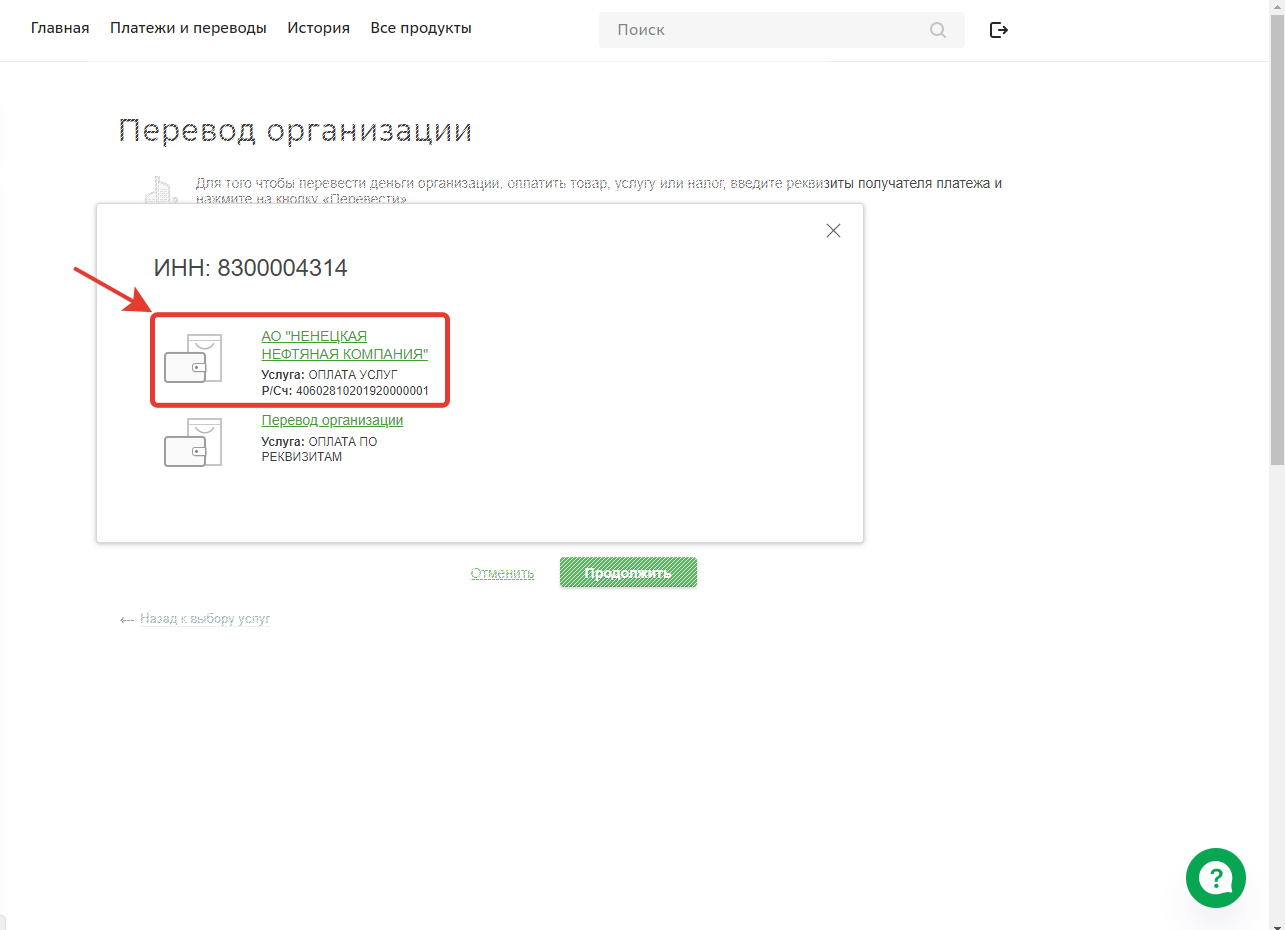 Главная Платежи и переводы История Все продукты Поиск
Перевод организации
Для того чтобы перевести деньги организации, оплатить товар, услугу или налог, введите реквизиты получателя платежа и
нажмите на кнопку «Перевести»
ИНН: 8300004314
АО "НЕНЕЦКАЯ
НЕФТЯНАЯ КОМПАНИЯ"
Услуга: ОПЛАТА УСЛУГ
Р/Сч: 40602810201920000001
Перевод организации
Услуга: ОПЛАТА ПО
РЕКВИЗИТАМ
Отменить Продолжить
Назад к выбору услуг